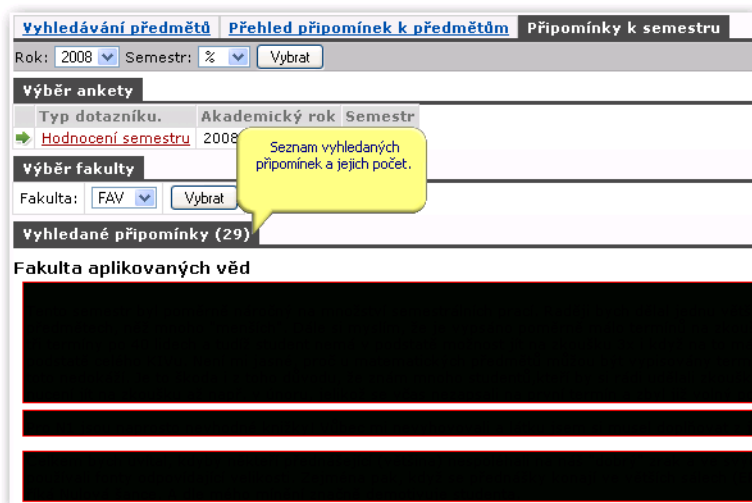 Vyhledávání předmětů Přehled připomínek k předmětům Připomínky k semestru
Rok: 2008 Semestr: % Vybrat
Výběr ankety
Typ dotazníku. Akademický rok Semestr
Hodnocení semestru 2008
Seznam vyhledaných
připomínek a jejich počet.
Výběr fakulty
Fakulta: FAV Vybrat
Vyhledané připomínky (29)
Fakulta aplikovaných věd